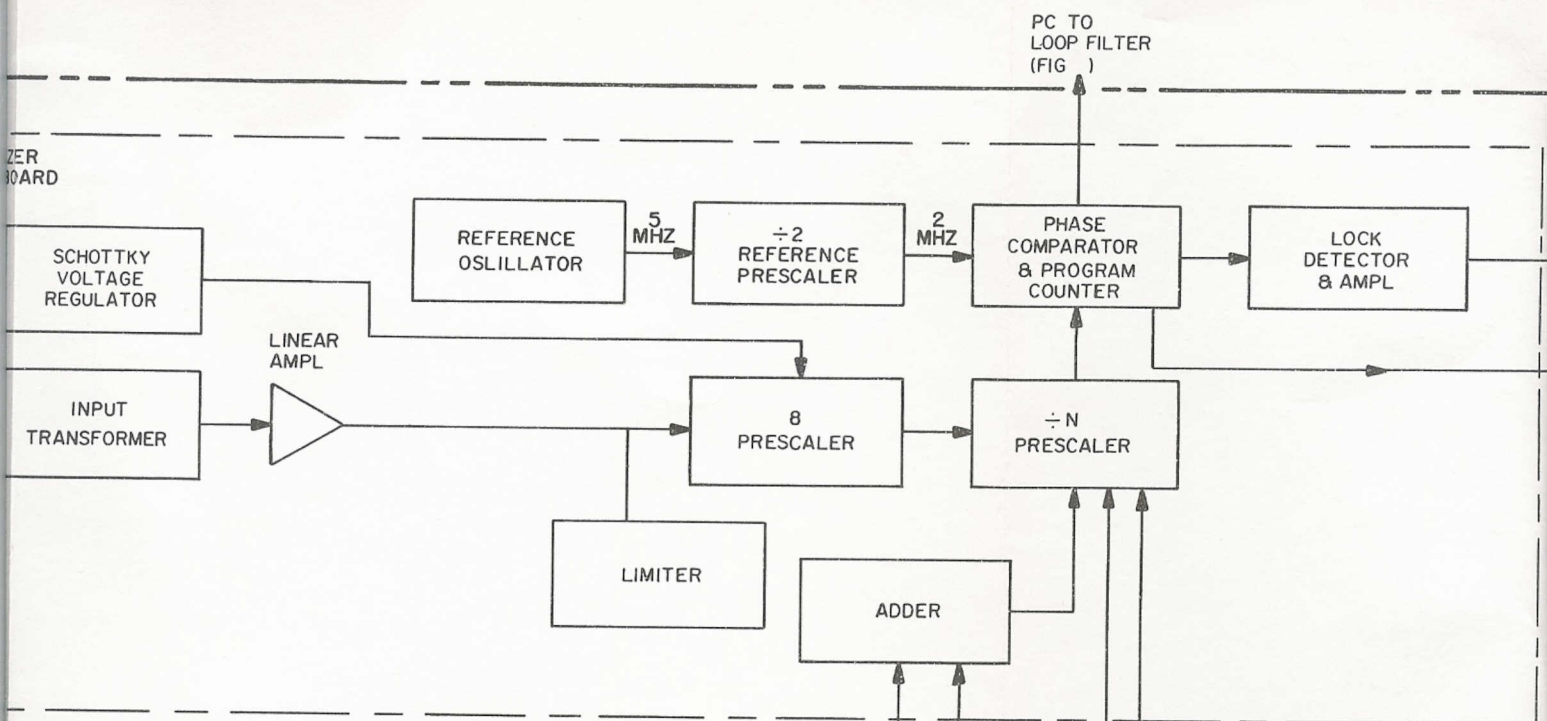 PC TO
LOOP FILTER
(FIG )
ZER
BOARD
SCHOTTKY
VOLTAGE
REGULATOR
REFERENCE
OSLILLATOR
5
MHZ
÷2
REFERENCE
PRESCALER
2
MHZ
PHASE
COMPARATOR
& PROGRAM
COUNTER
LOCK
DETECTOR
& AMPL
LINEAR
AMPL
INPUT
TRANSFORMER
8
PRESCALER
÷N
PRESCALER
LIMITER
ADDER